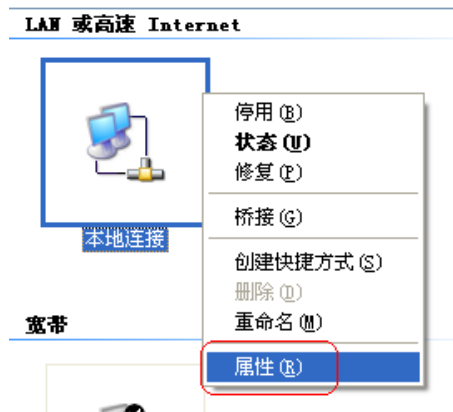 LAN 或高速 Internet
停用(B)
状态(U)
修复(P)
桥接(G)
本地连接
创建快捷方式(S)
删除(D)
重命名(M)
宽带
属性(R)